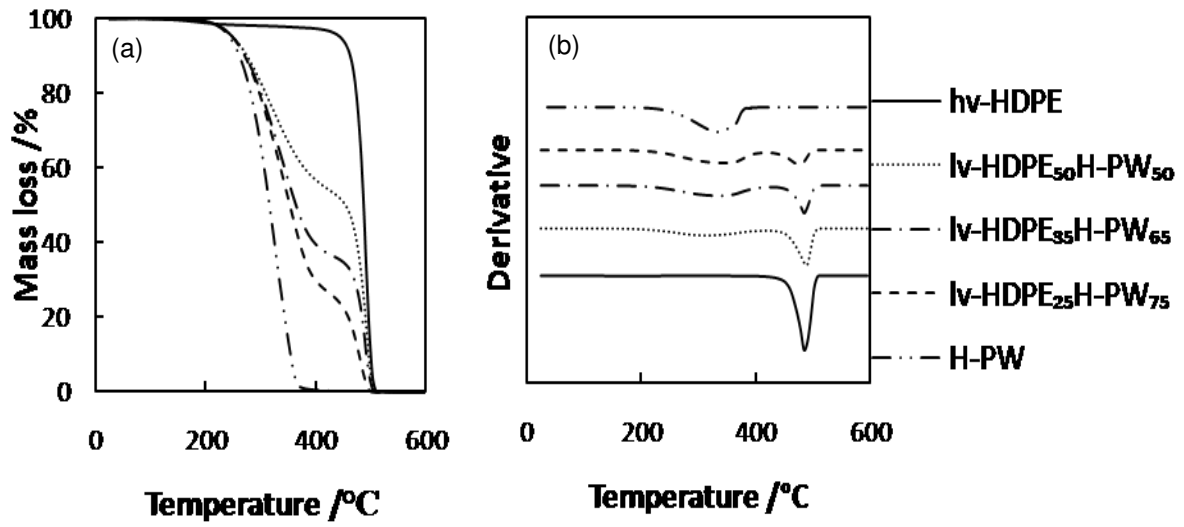 (a)
100
80
60
40
20
0
Mass loss /%
0 200 400 600
Temperature /°C
(b)
Derivative
0 200 400 600
Temperature /°C
hv-HDPE
lv-HDPE₅₀H-PW₅₀
lv-HDPE₃₅H-PW₆₅
lv-HDPE₂₅H-PW₇₅
H-PW